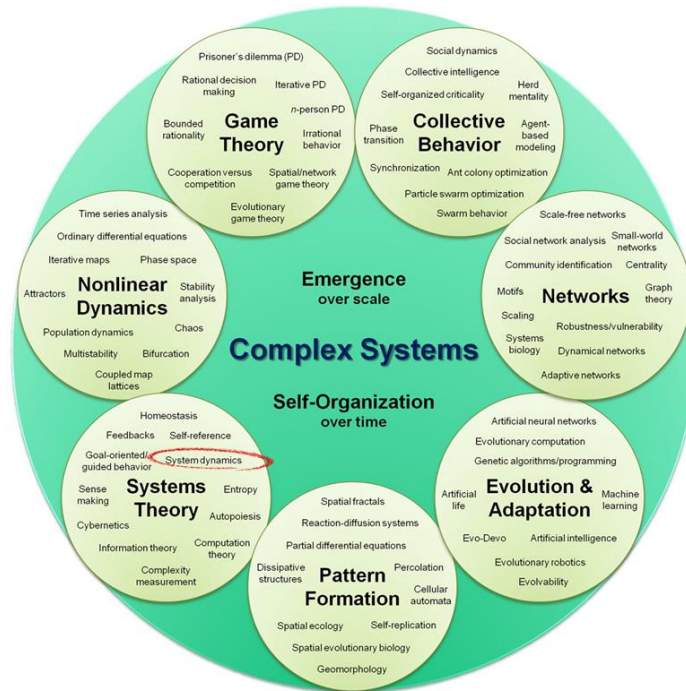 Prisoner's dilemma (PD)
Rational decision
making
Iterative PD
n-person PD
Bounded
rationality
Game
Theory
Irrational
behavior
Cooperation versus
competition
Spatial/network
game theory
Evolutionary
game theory
Social dynamics
Collective intelligence
Self-organized criticality
Herd
mentality
Phase
transition
Collective
Behavior
Agent-
based
modeling
Synchronization
Ant colony optimization
Particle swarm optimization
Swarm behavior
Time series analysis
Ordinary differential equations
Iterative maps
Phase space
Attractors
Nonlinear
Dynamics
Stability
analysis
Population dynamics
Chaos
Multistability
Bifurcation
Coupled map
lattices
Scale-free networks
Social network analysis
Small-world
networks
Community identification
Centrality
Motifs
Networks
Graph
theory
Scaling
Robustness/vulnerability
Systems
biology
Dynamical networks
Adaptive networks
Emergence
over scale
Complex Systems
Self-Organization
over time
Homeostasis
Feedbacks
Self-reference
Goal-oriented/
guided behavior
System dynamics
Sense
making
Systems
Theory
Entropy
Autopoiesis
Cybernetics
Information theory
Computation
theory
Complexity
measurement
Spatial fractals
Reaction-diffusion systems
Partial differential equations
Dissipative
structures
Pattern
Formation
Percolation
Cellular
automata
Spatial ecology
Self-replication
Spatial evolutionary biology
Geomorphology
Artificial neural networks
Evolutionary computation
Genetic algorithms/programming
Artificial
life
Evolution &
Adaptation
Machine
learning
Evo-Devo
Artificial intelligence
Evolutionary robotics
Evolvability